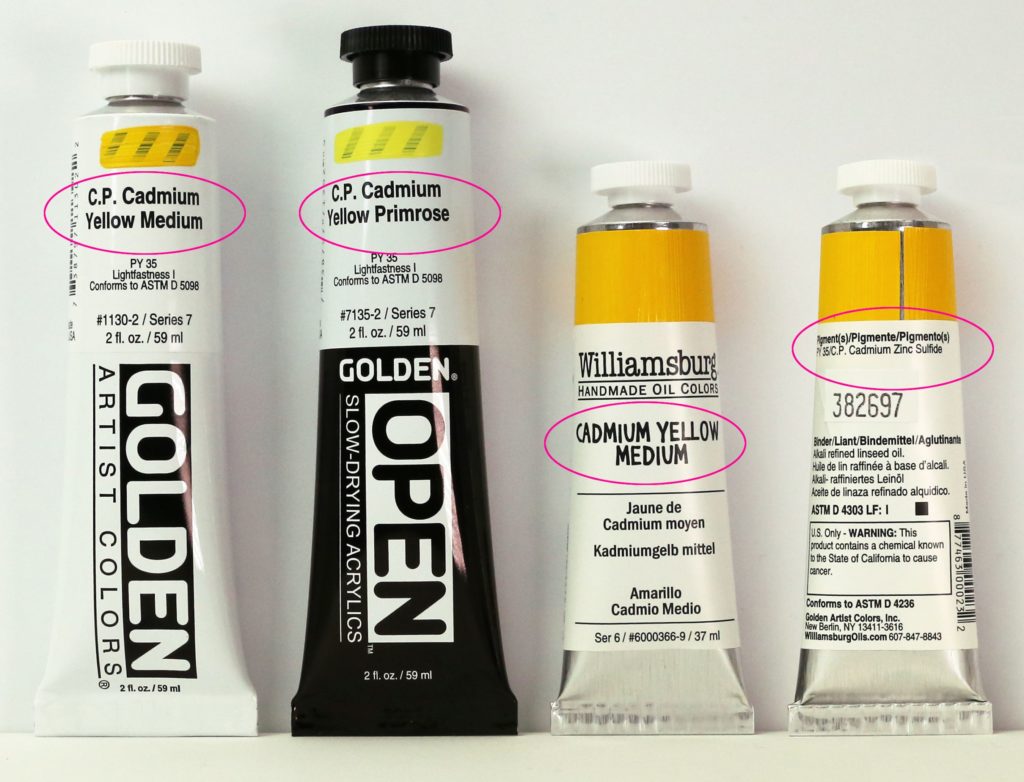 C.P. Cadmium
Yellow Medium
PY 35
Lightfastness I
Conforms to ASTM D 5098
#1130-2 / Series 7
2 fl. oz. / 59 ml
GOLDEN
ARTIST COLORS®
2 fl. oz. / 59 ml
C.P. Cadmium
Yellow Primrose
PY 35
Lightfastness I
Conforms to ASTM D 5098
#7135-2 / Series 7
2 fl. oz. / 59 ml
GOLDEN®
OPEN™
SLOW-DRYING ACRYLICS
2 fl. oz. / 59 ml
Williamsburg
HANDMADE OIL COLORS
CADMIUM YELLOW
MEDIUM
Jaune de
Cadmium moyen
Kadmiumgelb mittel
Amarillo
Cadmio Medio
Ser 6 / #6000366-9 / 37 ml
Pigment(s)/Pigmente/Pigmento(s)
PY 35/C.P. Cadmium Zinc Sulfide
382697
Binder/Liant/Bindemittel/Aglutinante
Alkali refined linseed oil.
Huile de lin raffinée à base d'alcali.
Alkali- raffiniertes Leinöl
Aceite de linaza refinado alquidico.
ASTM D 4303 LF: I
U.S. Only - WARNING: This
product contains a chemical known
to the State of California to cause
cancer.
Conforms to ASTM D 4236
Golden Artist Colors, Inc.
New Berlin, NY 13411-3616
WilliamsburgOils.com 607-847-8843
8 77463 00023 2